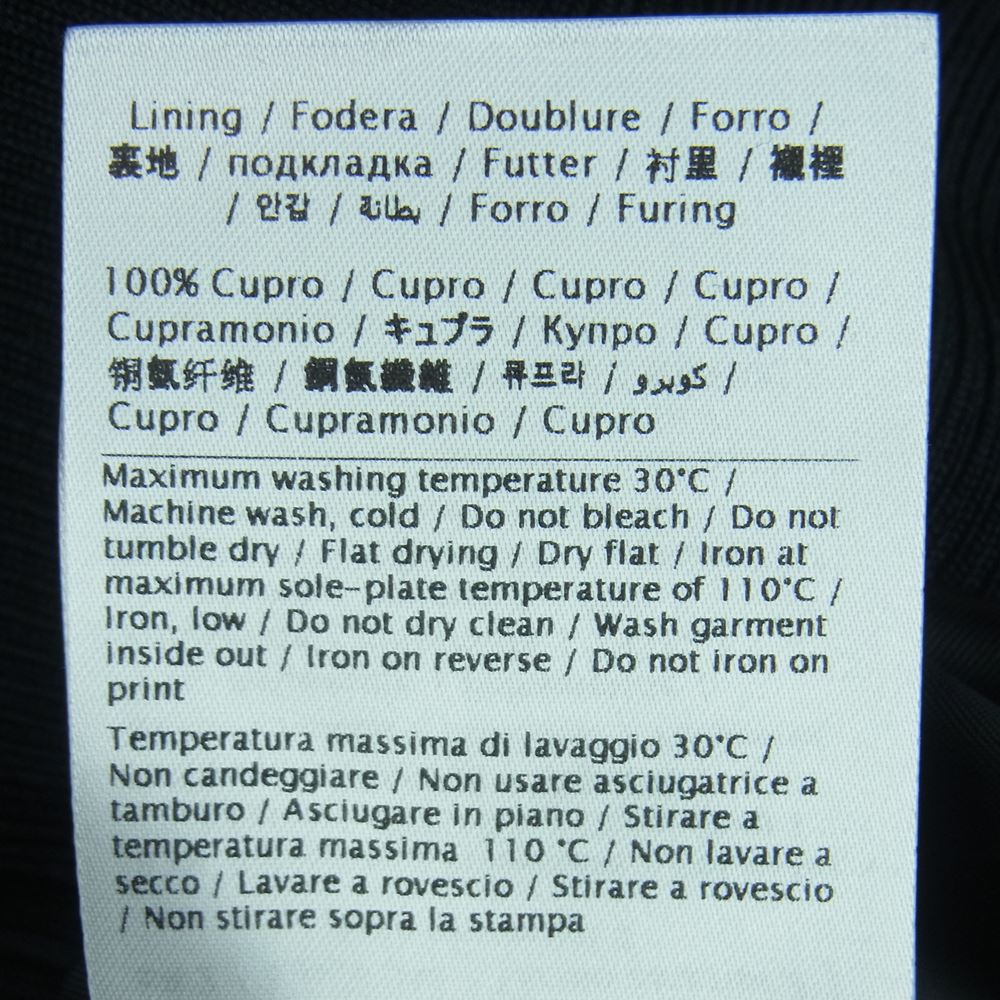 Lining / Fodera / Doublure / Forro /
裏地 / подкладка / Futter / 衬里 / 襯裡
/ 안감 / بطانة / Forro / Furing
100% Cupro / Cupro / Cupro / Cupro /
Cupramonio / キュプラ / Купро / Cupro /
铜氨纤维 / 銅氨纖維 / 큐프라 / كوبرو /
Cupro / Cupramonio / Cupro
Maximum washing temperature 30°C /
Machine wash, cold / Do not bleach / Do not
tumble dry / Flat drying / Dry flat / Iron at
maximum sole-plate temperature of 110°C /
Iron, low / Do not dry clean / Wash garment
inside out / Iron on reverse / Do not iron on
print
Temperatura massima di lavaggio 30°C /
Non candeggiare / Non usare asciugatrice a
tamburo / Asciugare in piano / Stirare a
temperatura massima 110 °C / Non lavare a
secco / Lavare a rovescio / Stirare a rovescio
/ Non stirare sopra la stampa